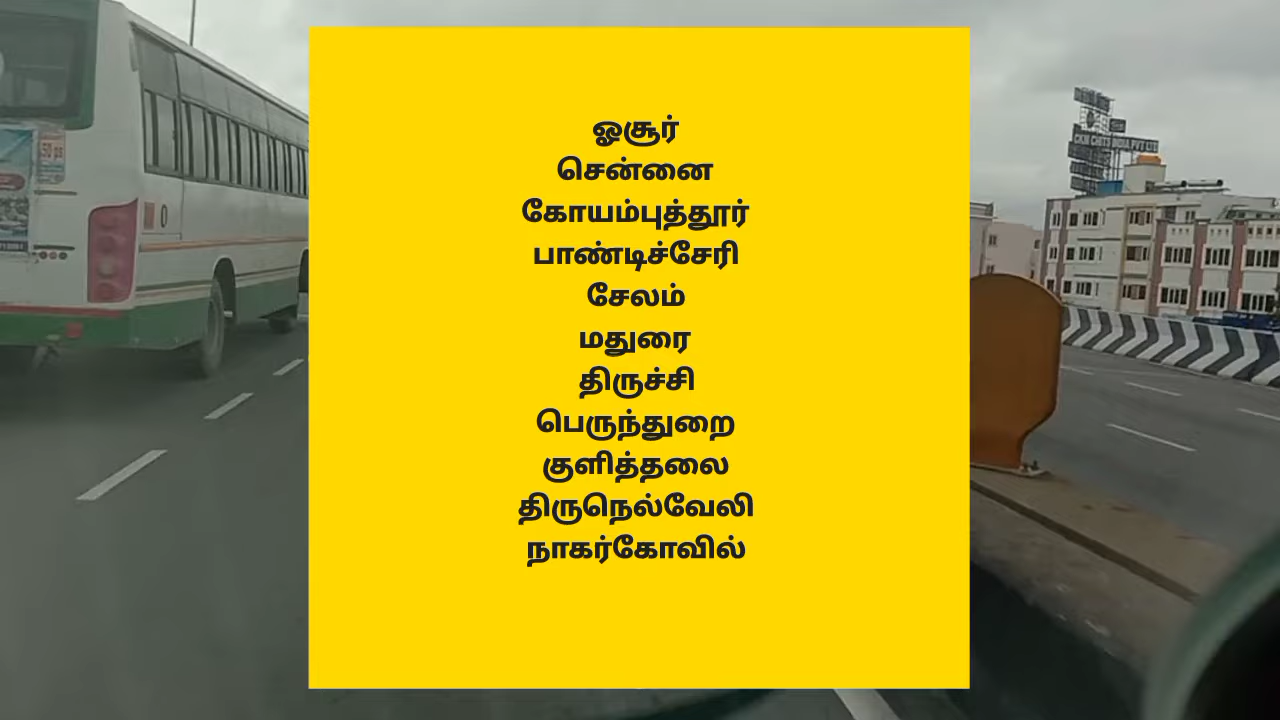 ஓசூர்
சென்னை
கோயம்புத்தூர்
பாண்டிச்சேரி
சேலம்
மதுரை
திருச்சி
பெருந்துறை
குளித்தலை
திருநெல்வேலி
நாகர்கோவில்